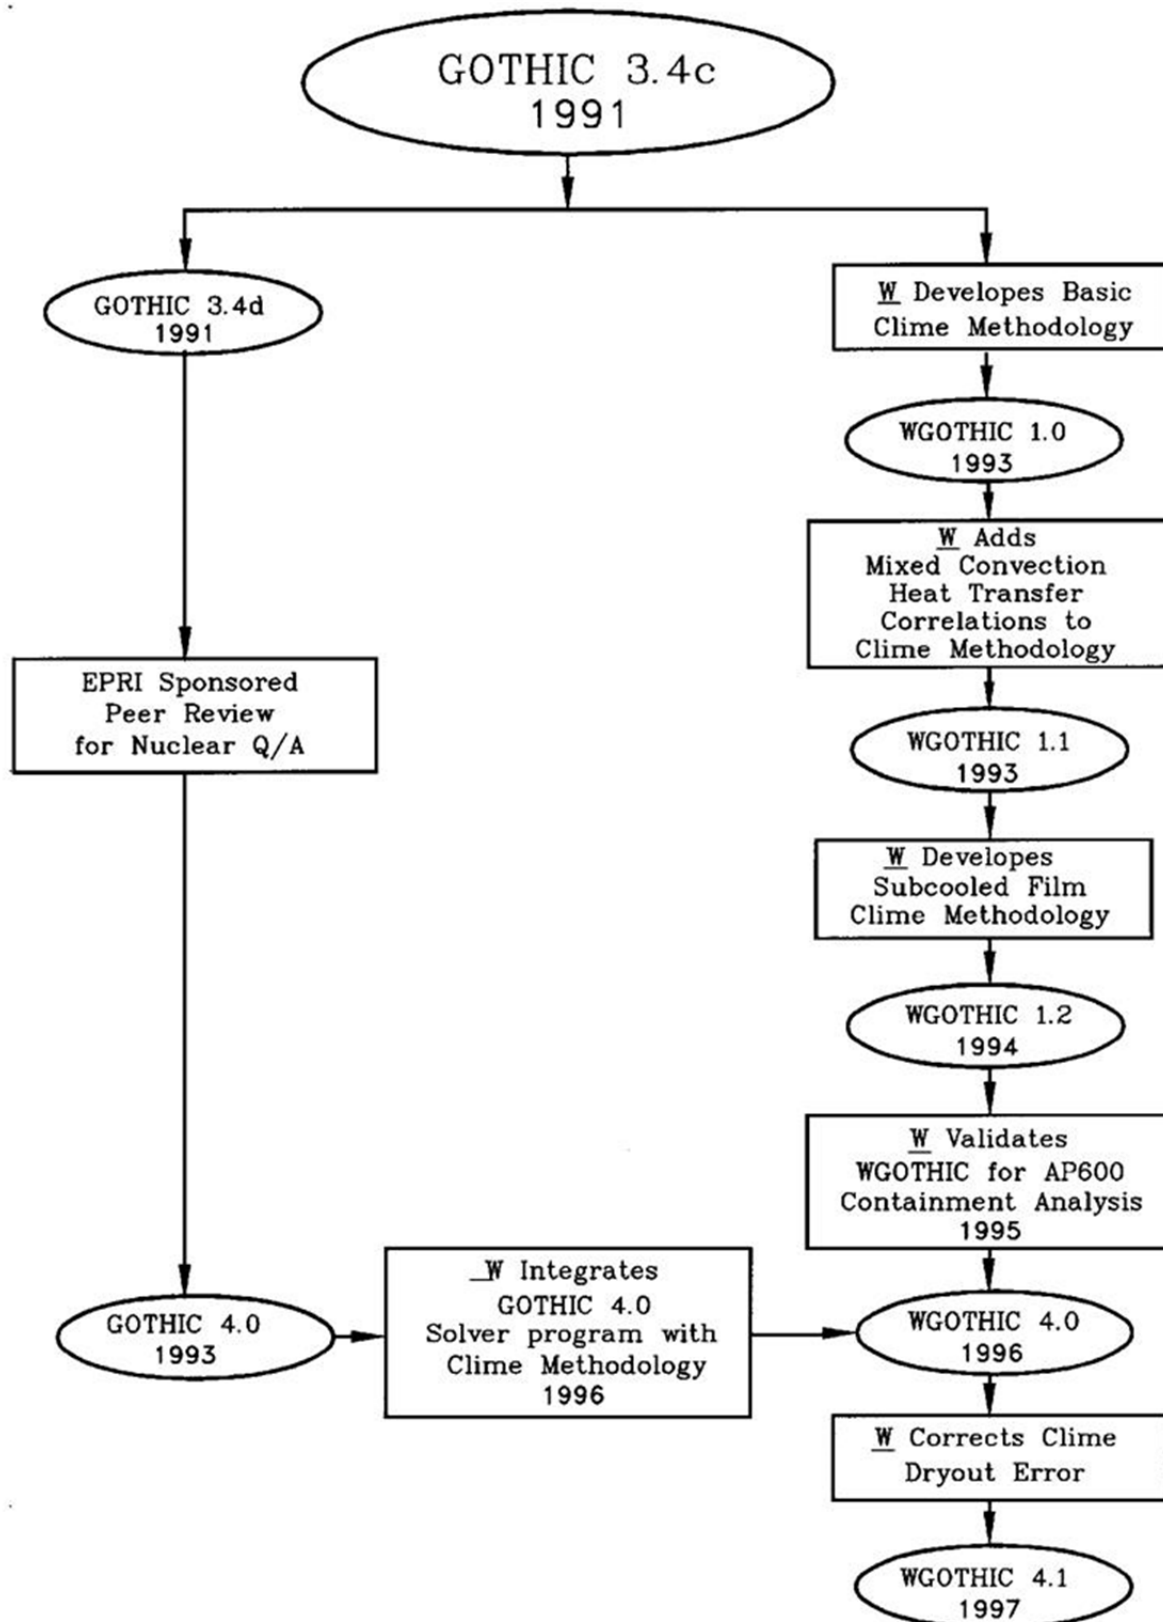 GOTHIC 3.4c
1991
GOTHIC 3.4d
1991
W Developes Basic
Clime Methodology
WGOTHIC 1.0
1993
W Adds
Mixed Convection
Heat Transfer
Correlations to
Clime Methodology
EPRI Sponsored
Peer Review
for Nuclear Q/A
WGOTHIC 1.1
1993
W Developes
Subcooled Film
Clime Methodology
WGOTHIC 1.2
1994
W Validates
WGOTHIC for AP600
Containment Analysis
1995
GOTHIC 4.0
1993
W Integrates
GOTHIC 4.0
Solver program with
Clime Methodology
1996
WGOTHIC 4.0
1996
W Corrects Clime
Dryout Error
WGOTHIC 4.1
1997